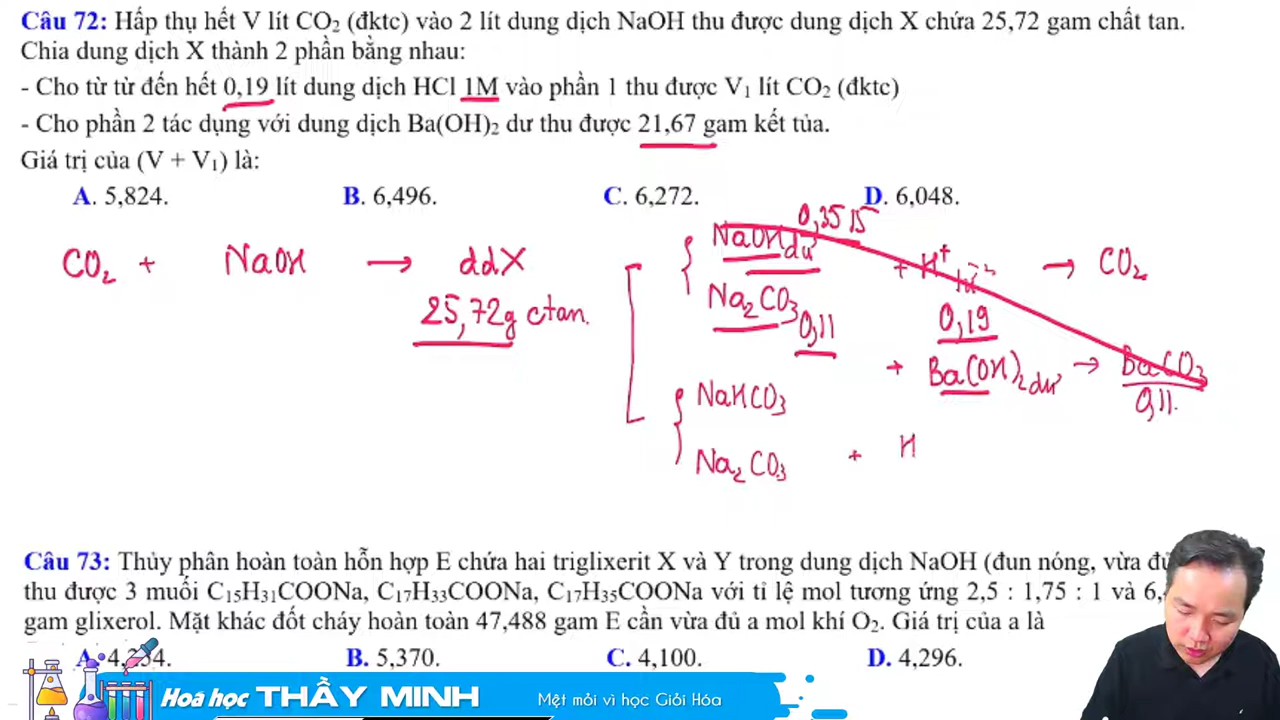 Câu 72: Hấp thụ hết V lít CO₂ (đktc) vào 2 lít dung dịch NaOH thu được dung dịch X chứa 25,72 gam chất tan.
Chia dung dịch X thành 2 phần bằng nhau:
- Cho từ từ đến hết 0,19 lít dung dịch HCl 1M vào phần 1 thu được V₁ lít CO₂ (đktc)
- Cho phần 2 tác dụng với dung dịch Ba(OH)₂ dư thu được 21,67 gam kết tủa.
Giá trị của (V + V₁) là:
A. 5,824. B. 6,496. C. 6,272. D. 6,048.
0,3515
CO₂ + NaOH → ddX NaOH dư + H⁺ từ² → CO₂
25,72g ctan. Na₂CO₃ 0,11 0,19
+ Ba(OH)₂ dư → BaCO₃
0,11.
NaHCO₃
Na₂CO₃ + H
Câu 73: Thủy phân hoàn toàn hỗn hợp E chứa hai triglixerit X và Y trong dung dịch NaOH (đun nóng, vừa
thu được 3 muối C₁₅H₃₁COONa, C₁₇H₃₃COONa, C₁₇H₃₅COONa với tỉ lệ mol tương ứng 2,5 : 1,75 : 1 và 6,
gam glixerol. Mặt khác đốt cháy hoàn toàn 47,488 gam E cần vừa đủ a mol khí O₂. Giá trị của a là
B. 5,370. C. 4,100. D. 4,296.
Hoá học THẦY MINH Mệt mỏi vì học Giỏi Hóa